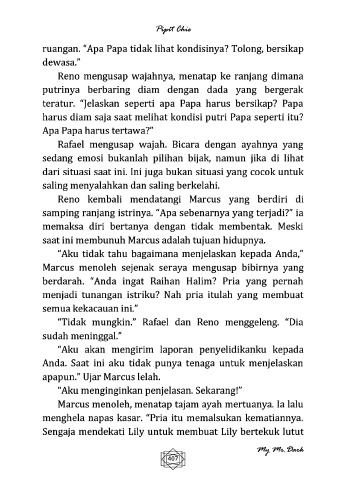 Pipit Chie
ruangan. “Apa Papa tidak lihat kondisinya? Tolong, bersikap
dewasa.”
Reno mengusap wajahnya, menatap ke ranjang dimana
putrinya berbaring diam dengan dada yang bergerak
teratur. “Jelaskan seperti apa Papa harus bersikap? Papa
harus diam saja saat melihat kondisi putri Papa seperti itu?
Apa Papa harus tertawa?”
Rafael mengusap wajah. Bicara dengan ayahnya yang
sedang emosi bukanlah pilihan bijak, namun jika di lihat
dari situasi saat ini. Ini juga bukan situasi yang cocok untuk
saling menyalahkan dan saling berkelahi.
Reno kembali mendatangi Marcus yang berdiri di
samping ranjang istrinya. “Apa sebenarnya yang terjadi?” ia
memaksa diri bertanya dengan tidak membentak. Meski
saat ini membunuh Marcus adalah tujuan hidupnya.
“Aku tidak tahu bagaimana menjelaskan kepada Anda,”
Marcus menoleh sejenak seraya mengusap bibirnya yang
berdarah. “Anda ingat Raihan Halim? Pria yang pernah
menjadi tunangan istriku? Nah pria itulah yang membuat
semua kekacauan ini.”
“Tidak mungkin.” Rafael dan Reno menggeleng. “Dia
sudah meninggal.”
“Aku akan mengirim laporan penyelidikanku kepada
Anda. Saat ini aku tidak punya tenaga untuk menjelaskan
apapun.” Ujar Marcus lelah.
“Aku menginginkan penjelasan. Sekarang!”
Marcus menoleh, menatap tajam ayah mertuanya. Ia lalu
menghela napas kasar. “Pria itu memalsukan kematiannya.
Sengaja mendekati Lily untuk membuat Lily bertekuk lutut
My Mr. Dark
407